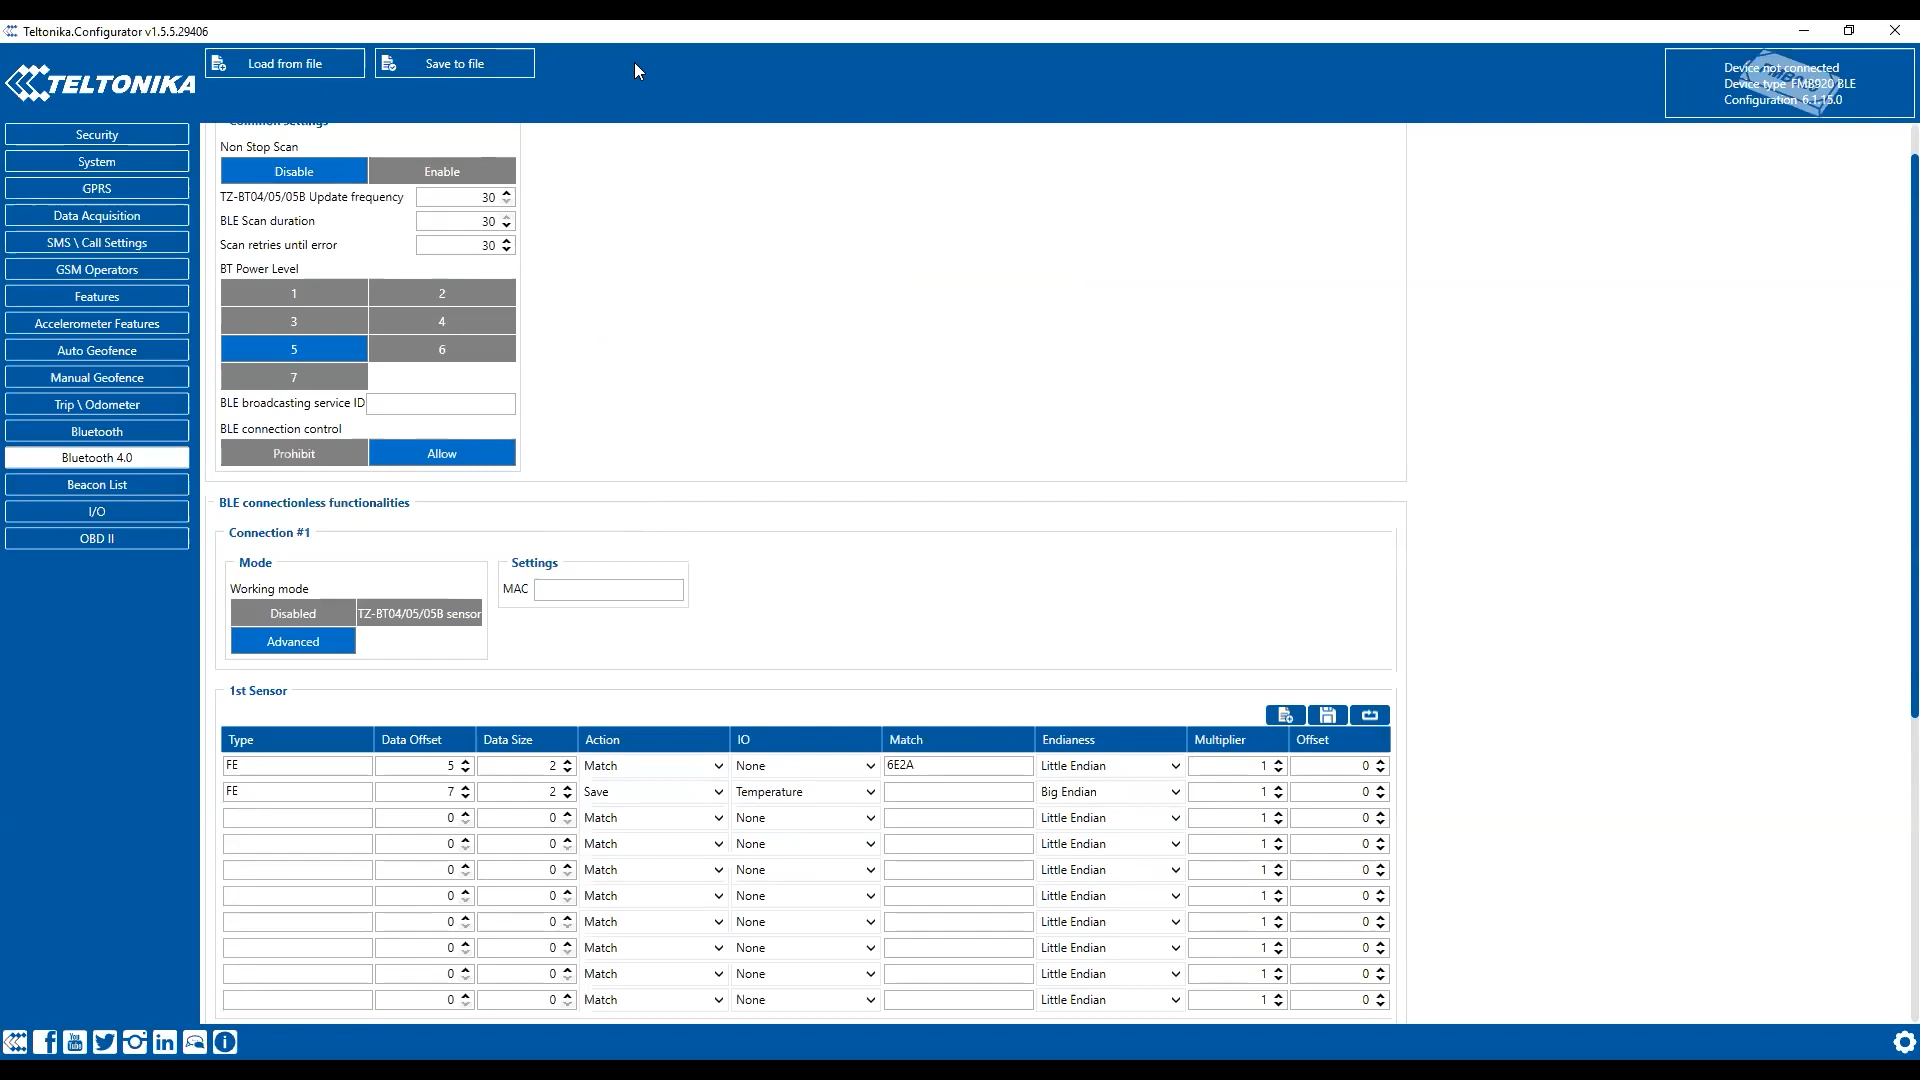 Teltonika.Configurator v1.5.5.29406
TELTONIKA
Load from file
Save to file
Device not connected
Device type FMB920 BLE
Configuration 6.1.15.0
Security
System
GPRS
Data Acquisition
SMS \ Call Settings
GSM Operators
Features
Accelerometer Features
Auto Geofence
Manual Geofence
Trip \ Odometer
Bluetooth
Bluetooth 4.0
Beacon List
I/O
OBD II
Common settings
Non Stop Scan
Disable Enable
TZ-BT04/05/05B Update frequency 30
BLE Scan duration 30
Scan retries until error 30
BT Power Level
1 2
3 4
5 6
7
BLE broadcasting service ID
BLE connection control
Prohibit Allow
BLE connectionless functionalities
Connection #1
Mode
Working mode
Disabled TZ-BT04/05/05B sensor
Advanced
Settings
MAC
1st Sensor
Type Data Offset Data Size Action IO Match Endianess Multiplier Offset
FE 5 2 Match None 6E2A Little Endian 1 0
FE 7 2 Save Temperature Big Endian 1 0
0 0 Match None Little Endian 1 0
0 0 Match None Little Endian 1 0
0 0 Match None Little Endian 1 0
0 0 Match None Little Endian 1 0
0 0 Match None Little Endian 1 0
0 0 Match None Little Endian 1 0
0 0 Match None Little Endian 1 0
0 0 Match None Little Endian 1 0